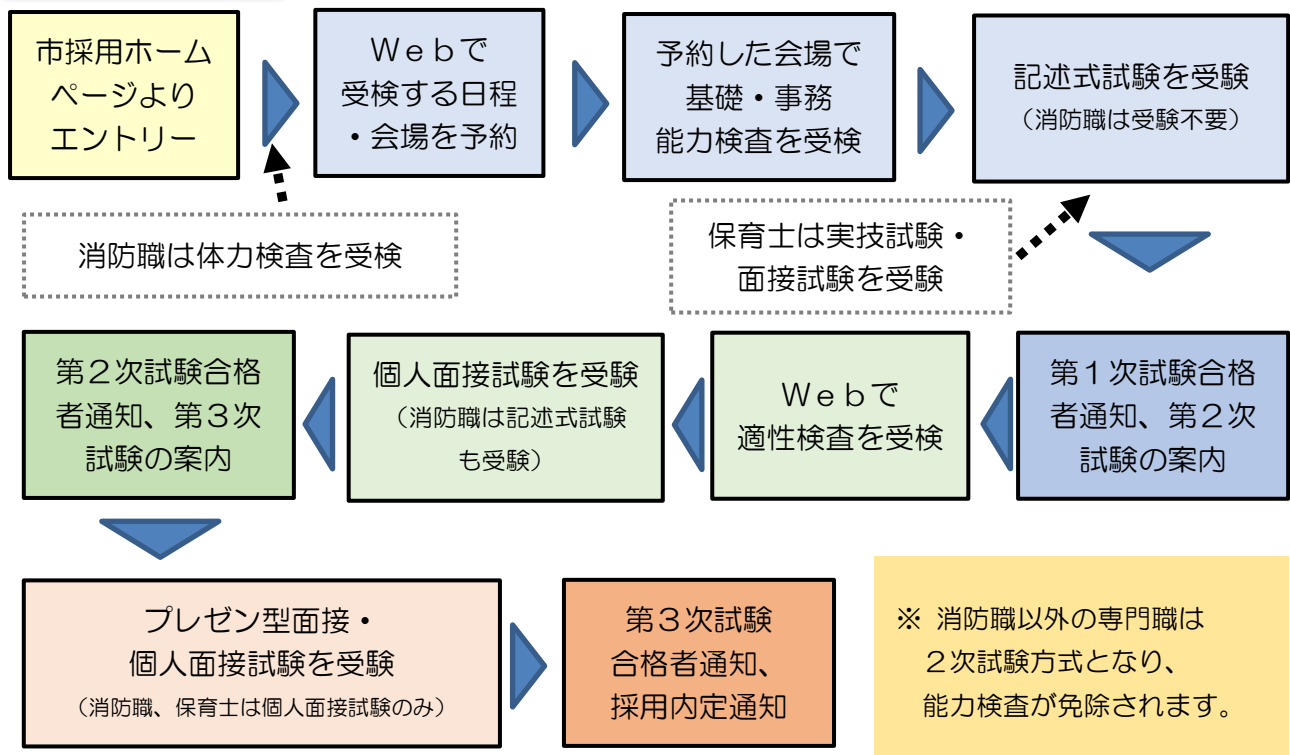 市採用ホーム
ページより
エントリー
Ｗｅｂで
受検する日程
・会場を予約
予約した会場で
基礎・事務
能力検査を受検
記述式試験を受験
（消防職は受験不要）
消防職は体力検査を受検
保育士は実技試験・
面接試験を受験
第１次試験合格
者通知、第２次
試験の案内
Ｗｅｂで
適性検査を受検
個人面接試験を受験
（消防職は記述式試験
も受験）
第２次試験合格
者通知、第３次
試験の案内
プレゼン型面接・
個人面接試験を受験
（消防職、保育士は個人面接試験のみ）
第３次試験
合格者通知、
採用内定通知
※ 消防職以外の専門職は
２次試験方式となり、
能力検査が免除されます。